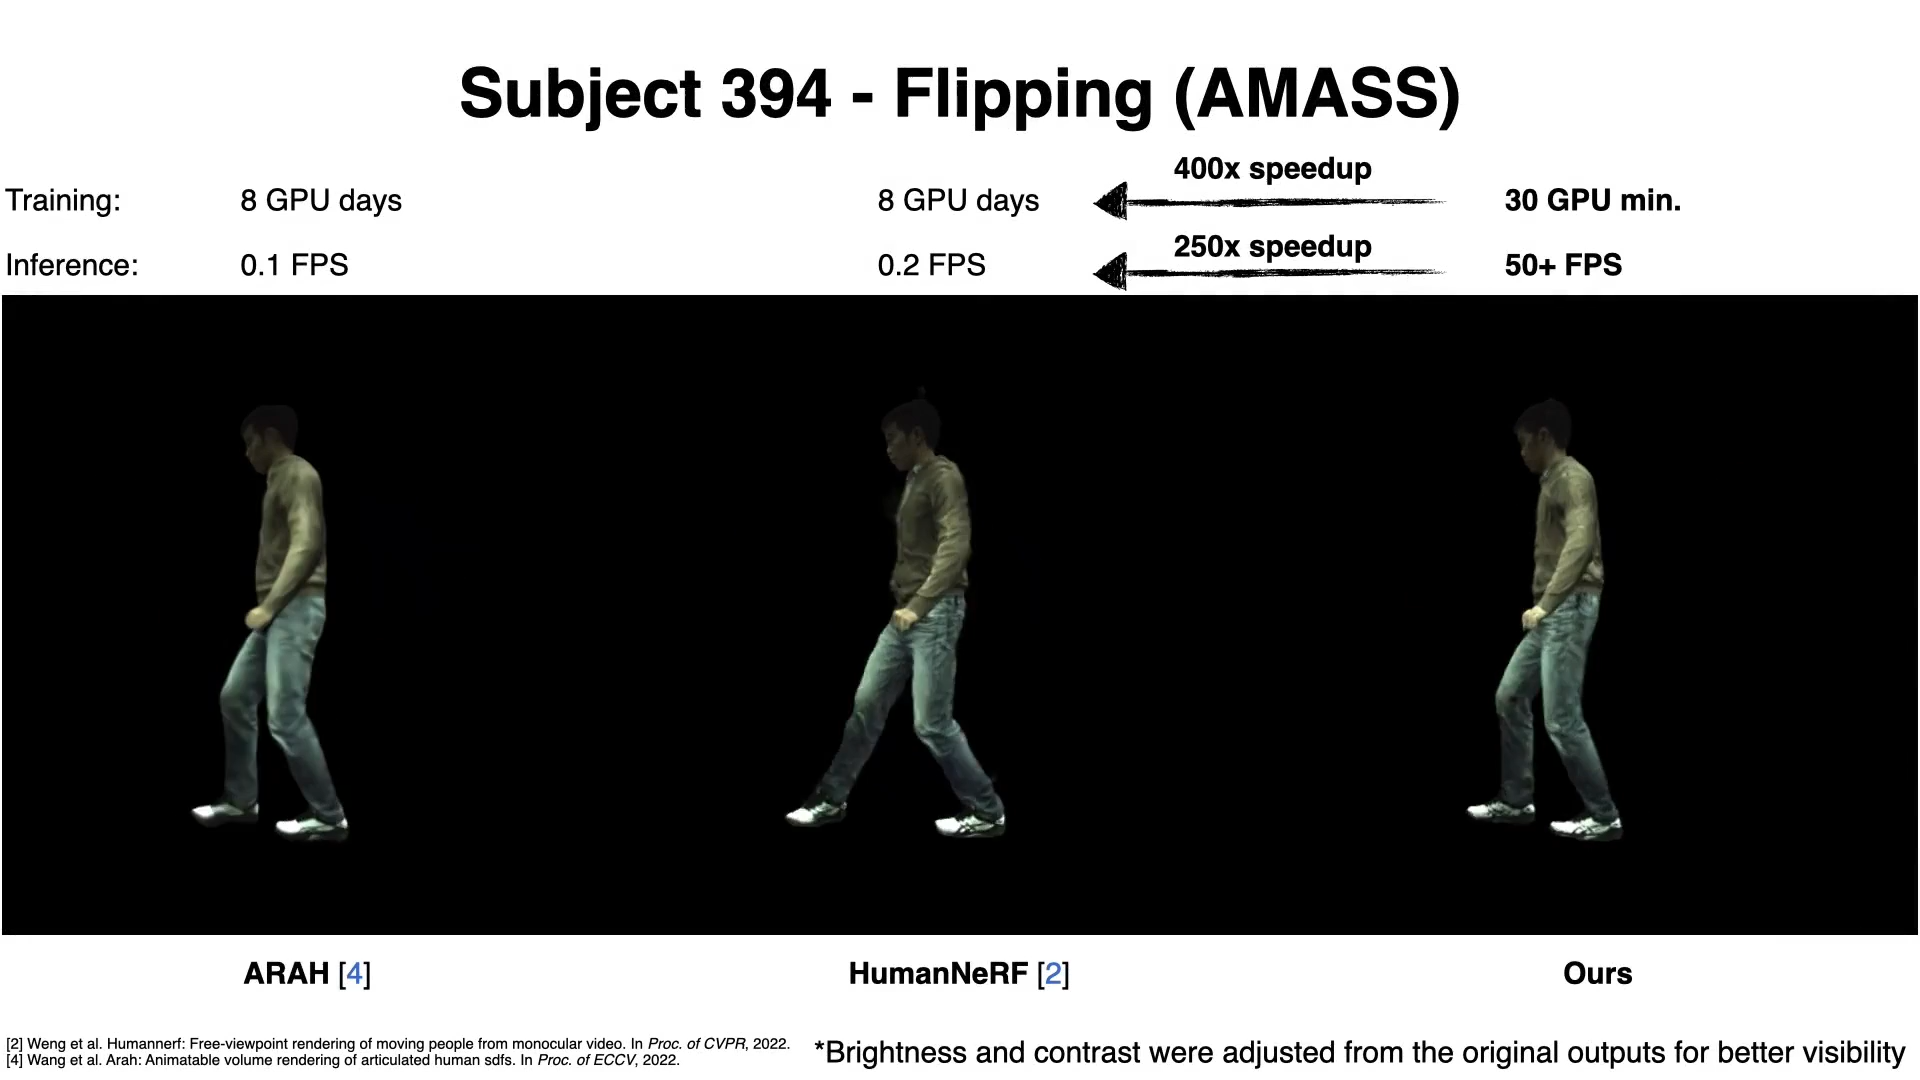 Subject 394 - Flipping (AMASS)
400x speedup
Training: 8 GPU days 8 GPU days 30 GPU min.
250x speedup
Inference: 0.1 FPS 0.2 FPS 50+ FPS
ARAH [4] HumanNeRF [2] Ours
[2] Weng et al. Humannerf: Free-viewpoint rendering of moving people from monocular video. In Proc. of CVPR, 2022.
[4] Wang et al. Arah: Animatable volume rendering of articulated human sdfs. In Proc. of ECCV, 2022.
*Brightness and contrast were adjusted from the original outputs for better visibility